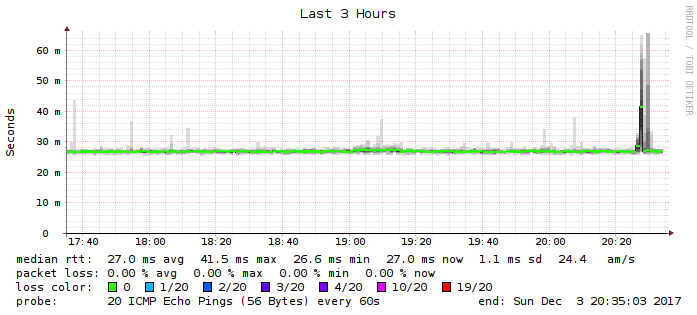 Last 3 Hours
RRDTOOL / TOBI OETIKER
Seconds
60 m
50 m
40 m
30 m
20 m
10 m
0
17:40 18:00 18:20 18:40 19:00 19:20 19:40 20:00 20:20
median rtt: 27.0 ms avg 41.5 ms max 26.6 ms min 27.0 ms now 1.1 ms sd 24.4 am/s
packet loss: 0.00 % avg 0.00 % max 0.00 % min 0.00 % now
loss color: 0 1/20 2/20 3/20 4/20 10/20 19/20
probe: 20 ICMP Echo Pings (56 Bytes) every 60s end: Sun Dec 3 20:35:03 2017